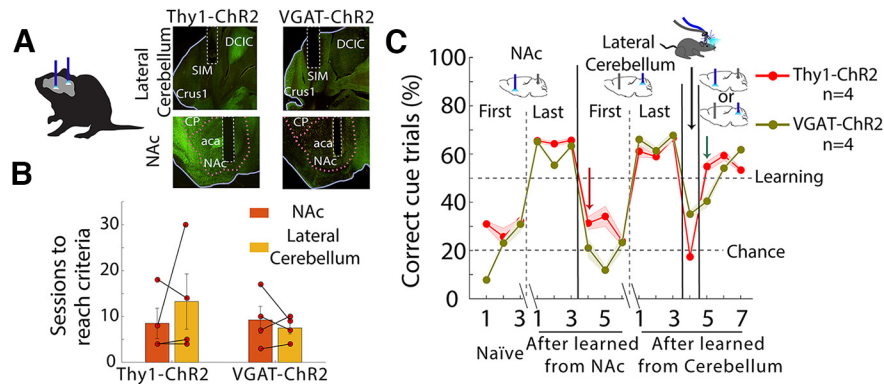 A
Thy1-ChR2
VGAT-ChR2
Lateral
Cerebellum
DCIC
SIM
Crus1
DCIC
SIM
Crus1
NAc
CP
aca
NAc
CP
aca
NAc
B
Sessions to
reach criteria
30
20
10
0
NAc
Lateral
Cerebellum
Thy1-ChR2
VGAT-ChR2
C
Correct cue trials (%)
100
80
60
40
20
0
NAc
Lateral
Cerebellum
First
Last
First
Last
or
Thy1-ChR2
n=4
VGAT-ChR2
n=4
Learning
Chance
1 3 1 3 5 1 3 5 7
Naïve
After learned
from NAc
After learned
from Cerebellum